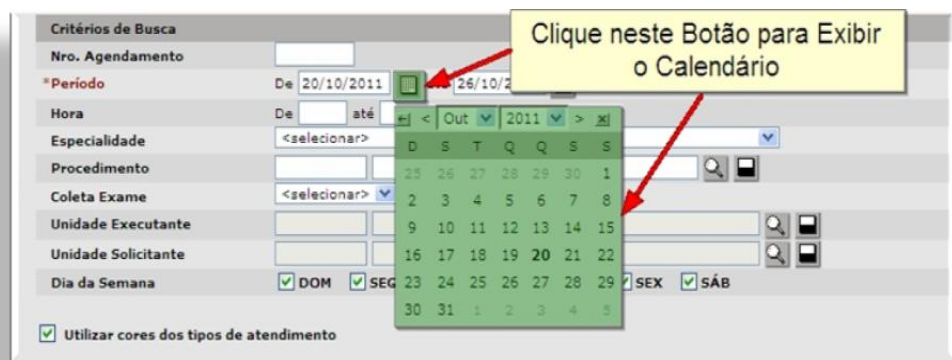 Critérios de Busca
Clique neste Botão para Exibir
o Calendário
Nro. Agendamento
*Período De 20/10/2011 26/10/2
Hora De até
Especialidade <selecionar>
Procedimento
Coleta Exame <selecionar>
Unidade Executante
Unidade Solicitante
Dia da Semana DOM SEG SEX SÁB
Utilizar cores dos tipos de atendimento
< Out 2011 > x
D S T Q Q S S
25 26 27 28 29 30 1
2 3 4 5 6 7 8
9 10 11 12 13 14 15
16 17 18 19 20 21 22
23 24 25 26 27 28 29
30 31 1 2 3 4 5